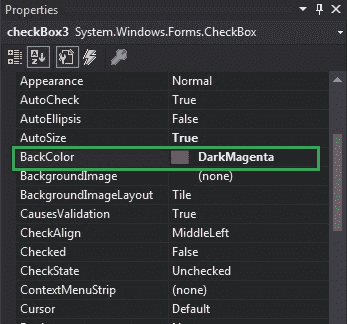 Properties
checkBox3 System.Windows.Forms.CheckBox
Appearance Normal
AutoCheck True
AutoEllipsis False
AutoSize True
BackColor DarkMagenta
BackgroundImage (none)
BackgroundImageLayout Tile
CausesValidation True
CheckAlign MiddleLeft
Checked False
CheckState Unchecked
ContextMenuStrip (none)
Cursor Default